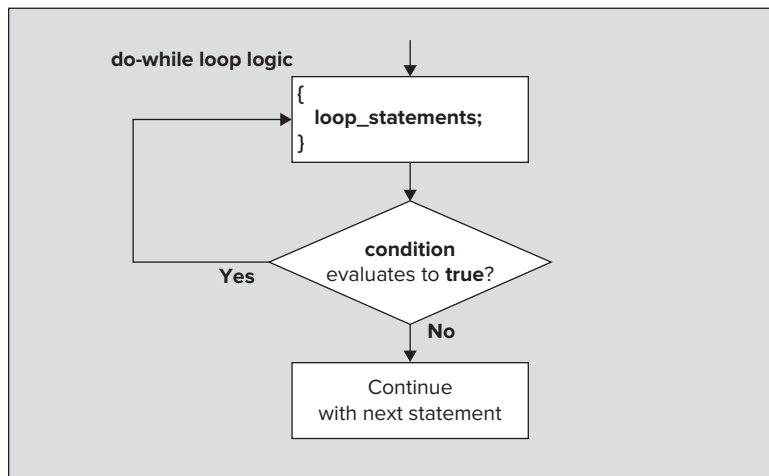 do-while loop logic
{
loop_statements;
}
condition
evaluates to true?
Yes
No
Continue
with next statement